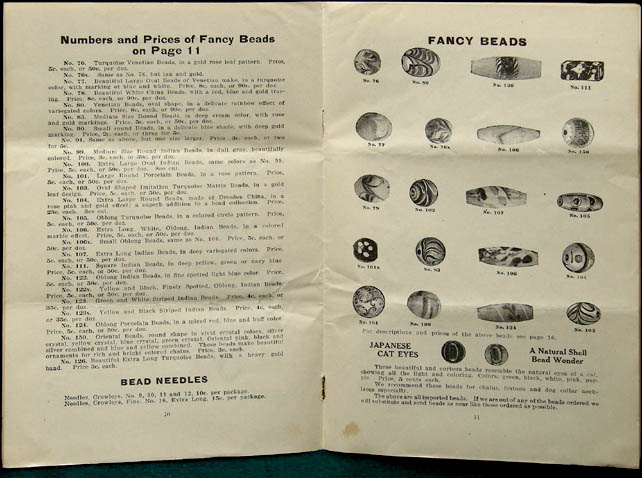 Numbers and Prices of Fancy Beads
on Page 11
No. 76. Turquoise Venetian Beads, in a gold rose leaf pattern. Price,
5c. each, or 50c. per doz.
No. 76x. Same as No. 76, but tan and gold.
No. 77. Beautiful Large Oval Beads of Venetian make, in a turquoise
color, with marking of blue and white. Price, 8c. each, or 90c. per doz.
No. 78. Beautiful White China Beads, with a red, blue and gold tracing. Price, 8c. each, or 90c. per doz.
No. 80. Venetian Beads, oval shape, in a delicate rainbow effect of
variegated colors. Price, 8c. each, or 90c. per doz.
No. 83. Medium Size Round Beads, in deep cream color, with rose
and gold markings. Price, 5c. each, or 50c. per doz.
No. 90. Small round Beads, in a delicate blue shade, with deep gold
marking. Price, 2c. each, or three for 5c.
No. 91. Same as above, but one size larger. Price, each, or two
for 5c.
No. 99. Medium Size Round Indian Beads, in dull gray, beautifully
colored. Price, 3c. each, or 30c. per doz.
No. 100. Extra Large Oval Indian Beads, same colors as No. 99.
Price, 5c. each, or 50c. per doz. See cut.
No. 101. Large Round Porcelain Beads, in a rose pattern. Price,
5c. each, or 50c. per doz.
No. 103. Oval Shaped Imitation Turquoise Matrix Beads, in a gold
leaf design. Price, 5c. each, or 50c. per doz.
No. 104. Extra Large Round Beads, made of Dresden China, in a
rose pink and gold effect; a superb addition to a bead collection. Price,
25c. each. See cut.
No. 105. Oblong Turquoise Beads, in a colored circle pattern. Price,
5c. each, or 50c. per doz.
No. 106. Extra Long, White, Oblong, Indian Beads, in a colored
marble effect. Price, 5c. each, or 50c. per doz.
No. 106x. Small Oblong Beads, same as No. 106. Price, 5c. each, or
50c. per doz.
No. 107. Extra Long Indian Beads, in deep variegated colors. Price,
5c. each, or 50c. per doz.
No. 111. Square Indian Beads, in deep yellow, green or navy blue
Price, 5c. each, or 50c. per doz.
No. 122. Oblong Indian Beads, in fine spotted light blue color. Price,
5c. each, or 50c. per doz.
No. 122x. Yellow and Black, Finely Spotted, Oblong, Indian Beads
Price, 5c. each, or 50c. per doz.
No. 123. Green and White Striped Indian Beads. Price, 4c. each, or
35c. per doz.
No. 123x. Yellow and Black Striped Indian Beads. Price, 4c. each,
or 35c. per doz.
No. 124. Oblong Porcelain Beads, in a mixed red, blue and buff color
Price, 5c. each, or 50c. per doz.
No. 150. Oriental Beads, round shape in vivid crystal colors, silver
crystal, yellow crystal, blue crystal, green crystal. Oriental pink, black and
silver combined and blue and yellow combined. These beads make beautiful
ornaments for rich and bright colored chains. Price, 3c. each.
No. 126. Beautiful Extra Long Turquoise Beads, with a heavy gold
band. Price 5c. each.
BEAD NEEDLES
Needles, Crowleys, No. 9, 10, 11 and 12, 10c. per package.
Needles, Crowleys, Fine, No. 16, Extra Long. 15c. per package.
10
FANCY BEADS
No. 76 No. 80 No. 126 No. 111
No. 77 No. 76x No. 106 No. 150
No. 79 No. 102 No. 107 No. 105
No. 101x No. 83 No. 106 No. 101
No. 104 No. 100 No. 124 No. 103
For descriptions and prices of the above beads see page 10.
JAPANESE
CAT EYES
A Natural Shell
Bead Wonder
These beautiful and curious beads resemble the natural eyes of a cat,
showing all the light and coloring. Colors, green, black, white, pink, purple. Price, 3 cents each.
We recommend these beads for chains, festoon and dog collar necklaces especially.
The above are all imported beads. If we are out of any of the beads ordered we
will substitute and send beads as near like those ordered as possible.
11